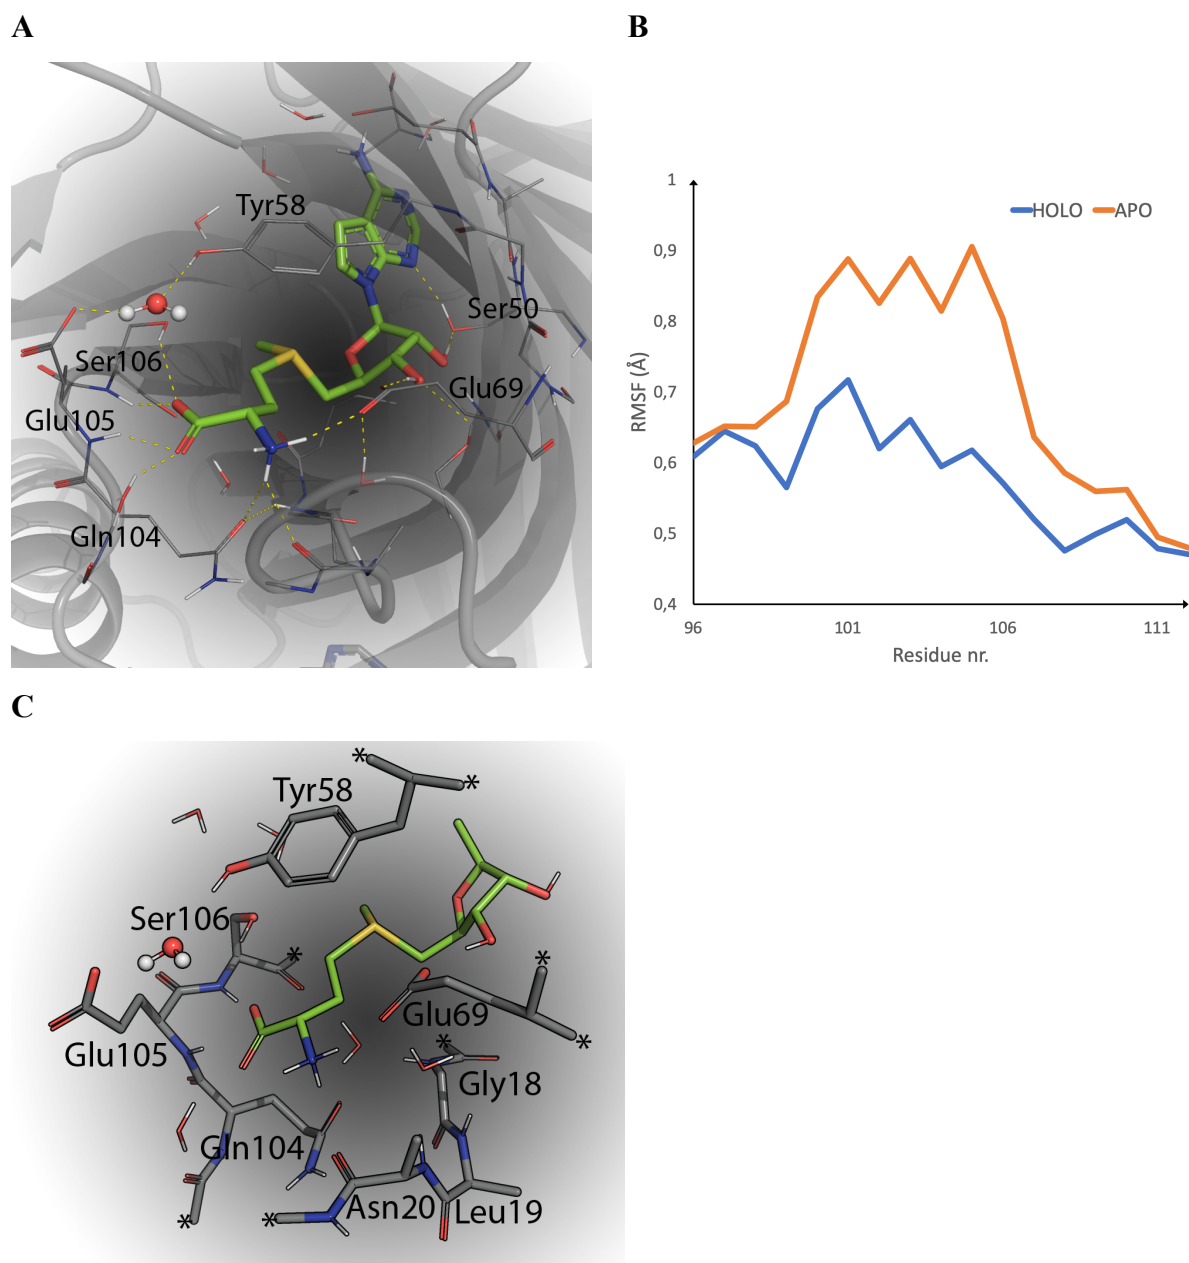 A
Tyr58
Ser50
Ser106
Glu69
Glu105
Gln104
B
1
HOLO APO
0,9
0,8
0,7
0,6
0,5
0,4
RMSF (Å)
96 101 106 111
Residue nr.
C
* *
Tyr58
Ser106
* *
Glu69
*
Glu105
*
Gly18
Gln104
Asn20 Leu19
* *